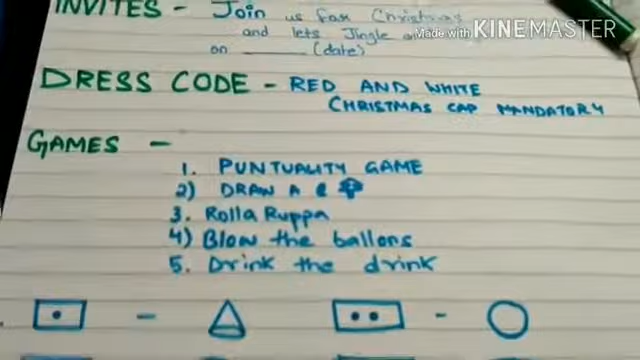 INVITES - Join us for Christmas
and lets Jingle
on ______ (date)
Made with KINEMASTER
DRESS CODE - RED AND WHITE
CHRISTMAS CAP MANDATORY
GAMES -
1. PUNTUALITY GAME
2) DRAW A
3. Rolla Ruppa
4) Blow the ballons
5. Drink the drink